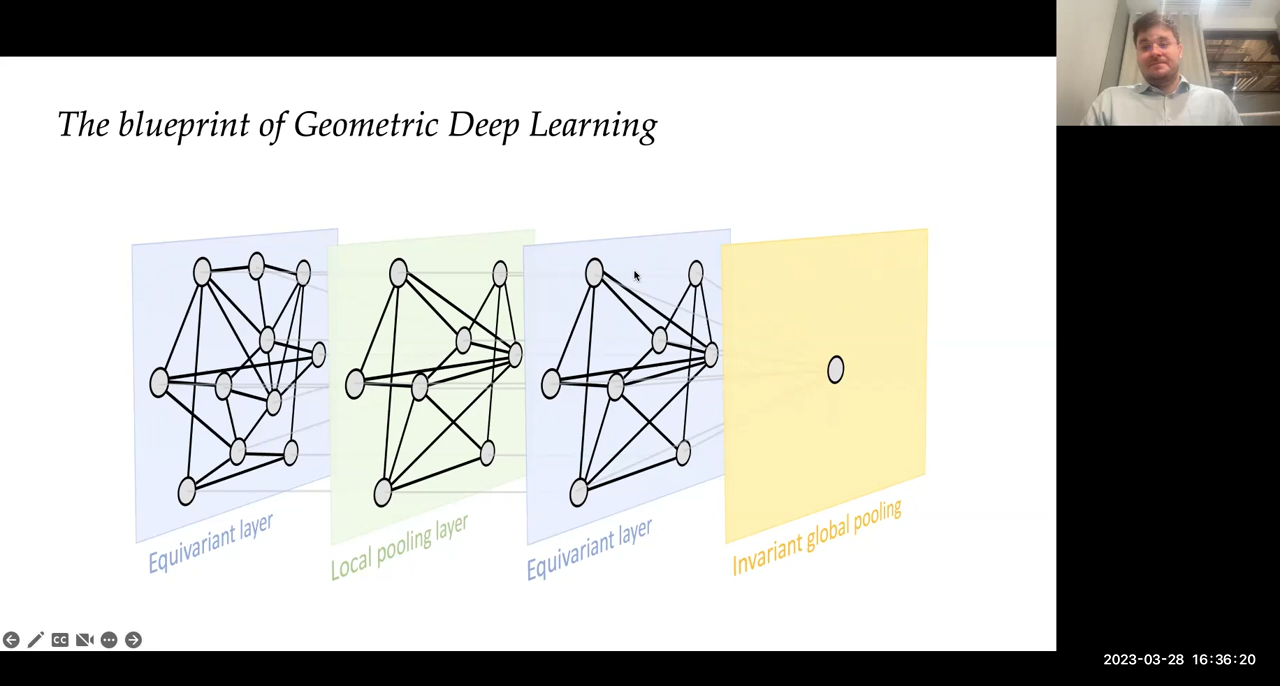 The blueprint of Geometric Deep Learning
Equivariant layer
Local pooling layer
Equivariant layer
Invariant global pooling
CC
2023-03-28 16:36:20